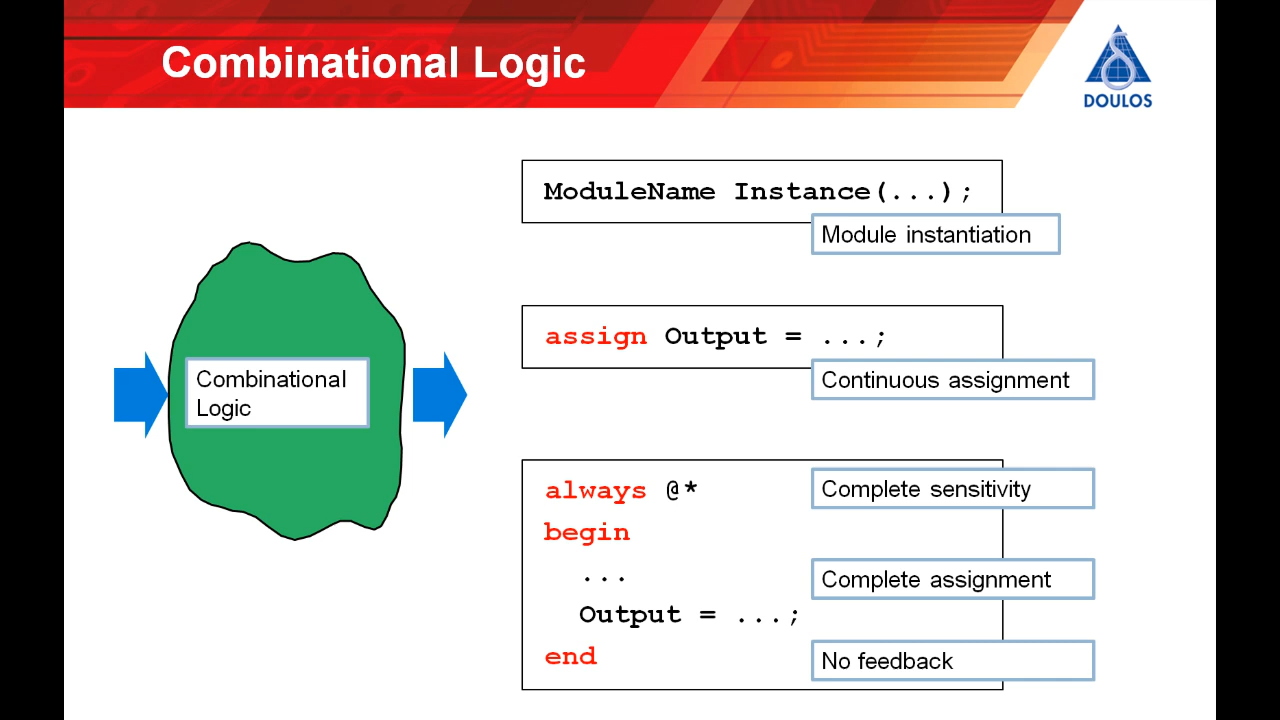 Combinational Logic
DOULOS
ModuleName Instance(...);
Module instantiation
assign Output = ...;
Continuous assignment
Combinational
Logic
always @*
Complete sensitivity
begin
...
Complete assignment
Output = ...;
end
No feedback